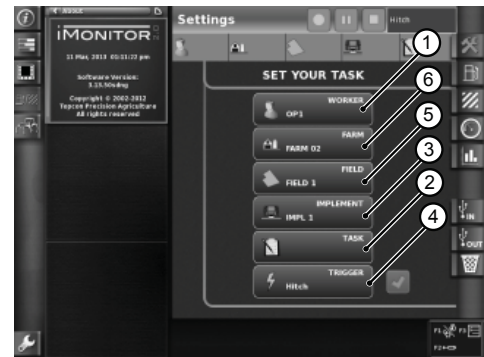 About
iMONiTOR
11 Mar, 2013 01:11:22 pm
Software Version:
3.15.50sdng
Copyright © 2002-2012
Topcon Precision Agriculture
All rights reserved
Settings
Hitch
SET YOUR TASK
WORKER
OP1
FARM
FARM 02
FIELD
FIELD 1
IMPLEMENT
IMPL 1
TASK
TRIGGER
Hitch
1
6
5
3
2
4
IN
OUT
F1
F3
F2